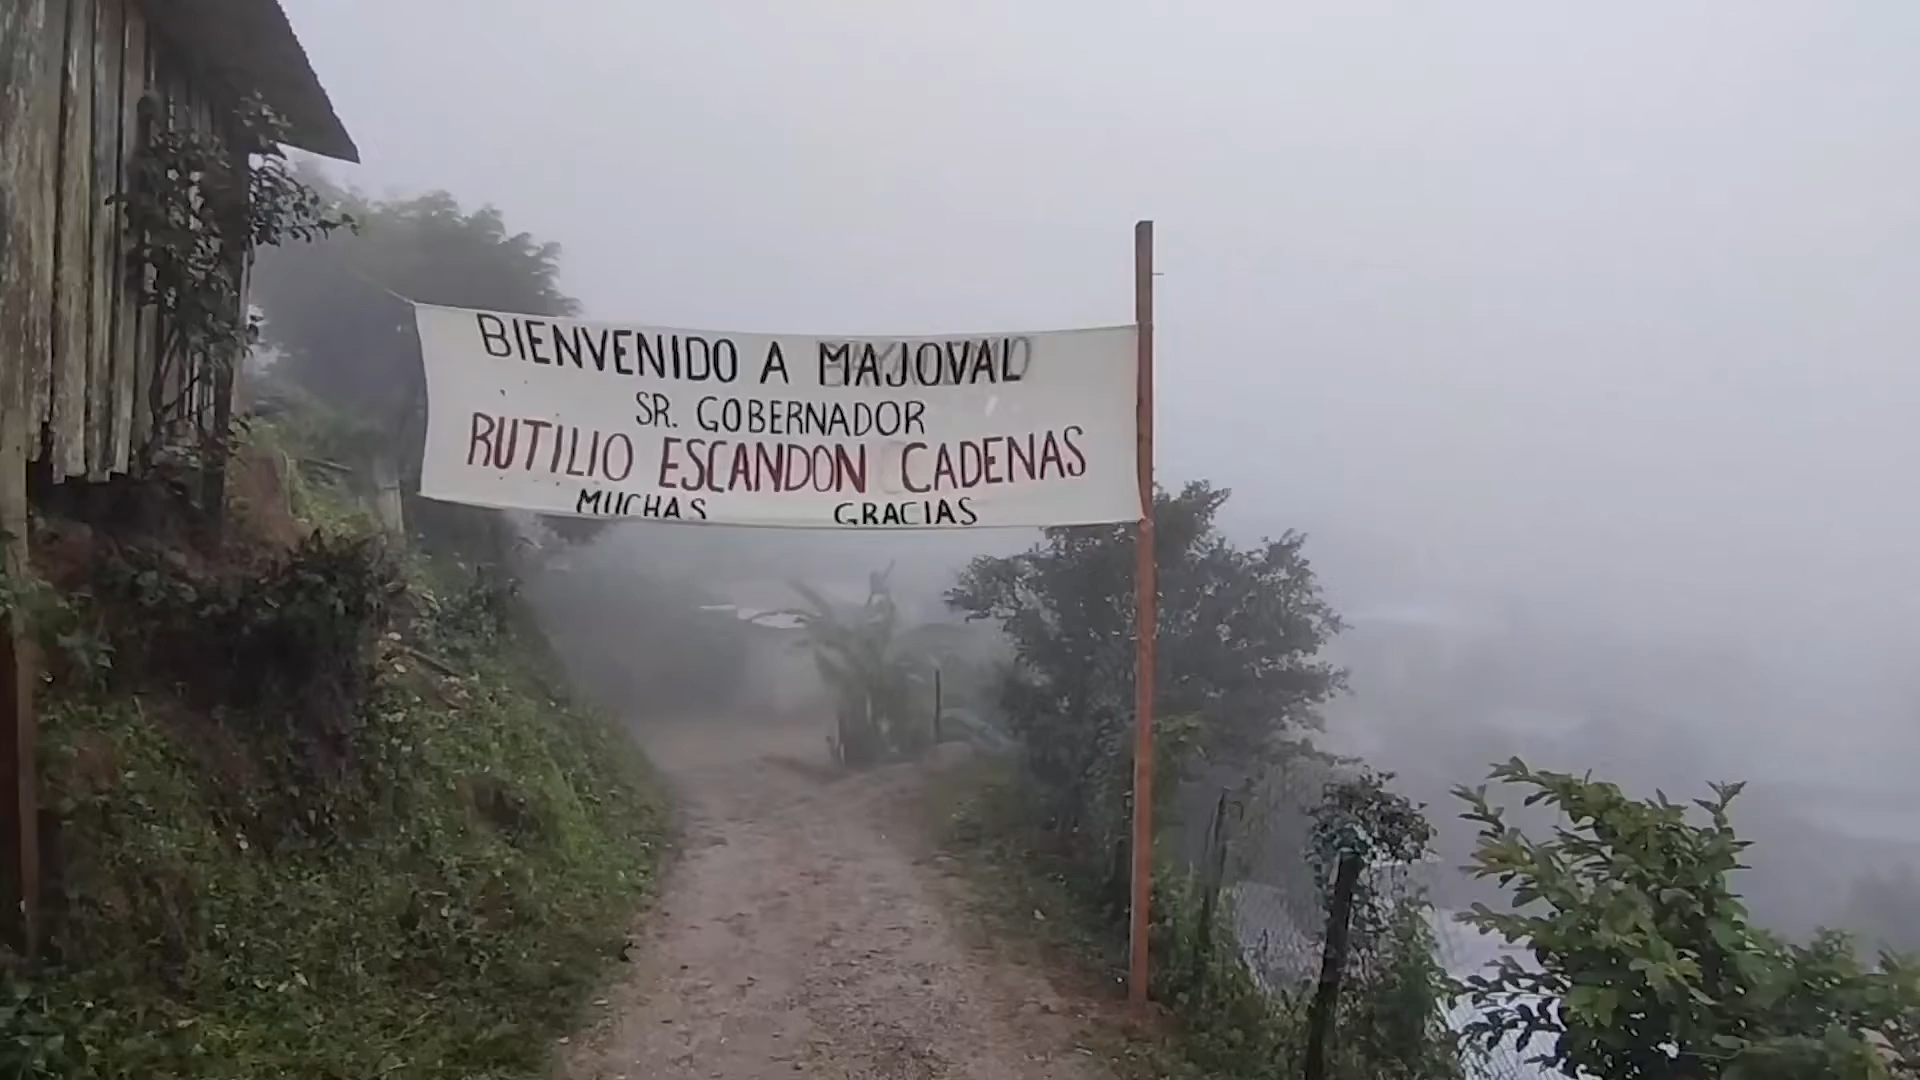 BIENVENIDO A MAJOVAL
SR. GOBERNADOR
RUTILIO ESCANDON CADENAS
MUCHAS GRACIAS